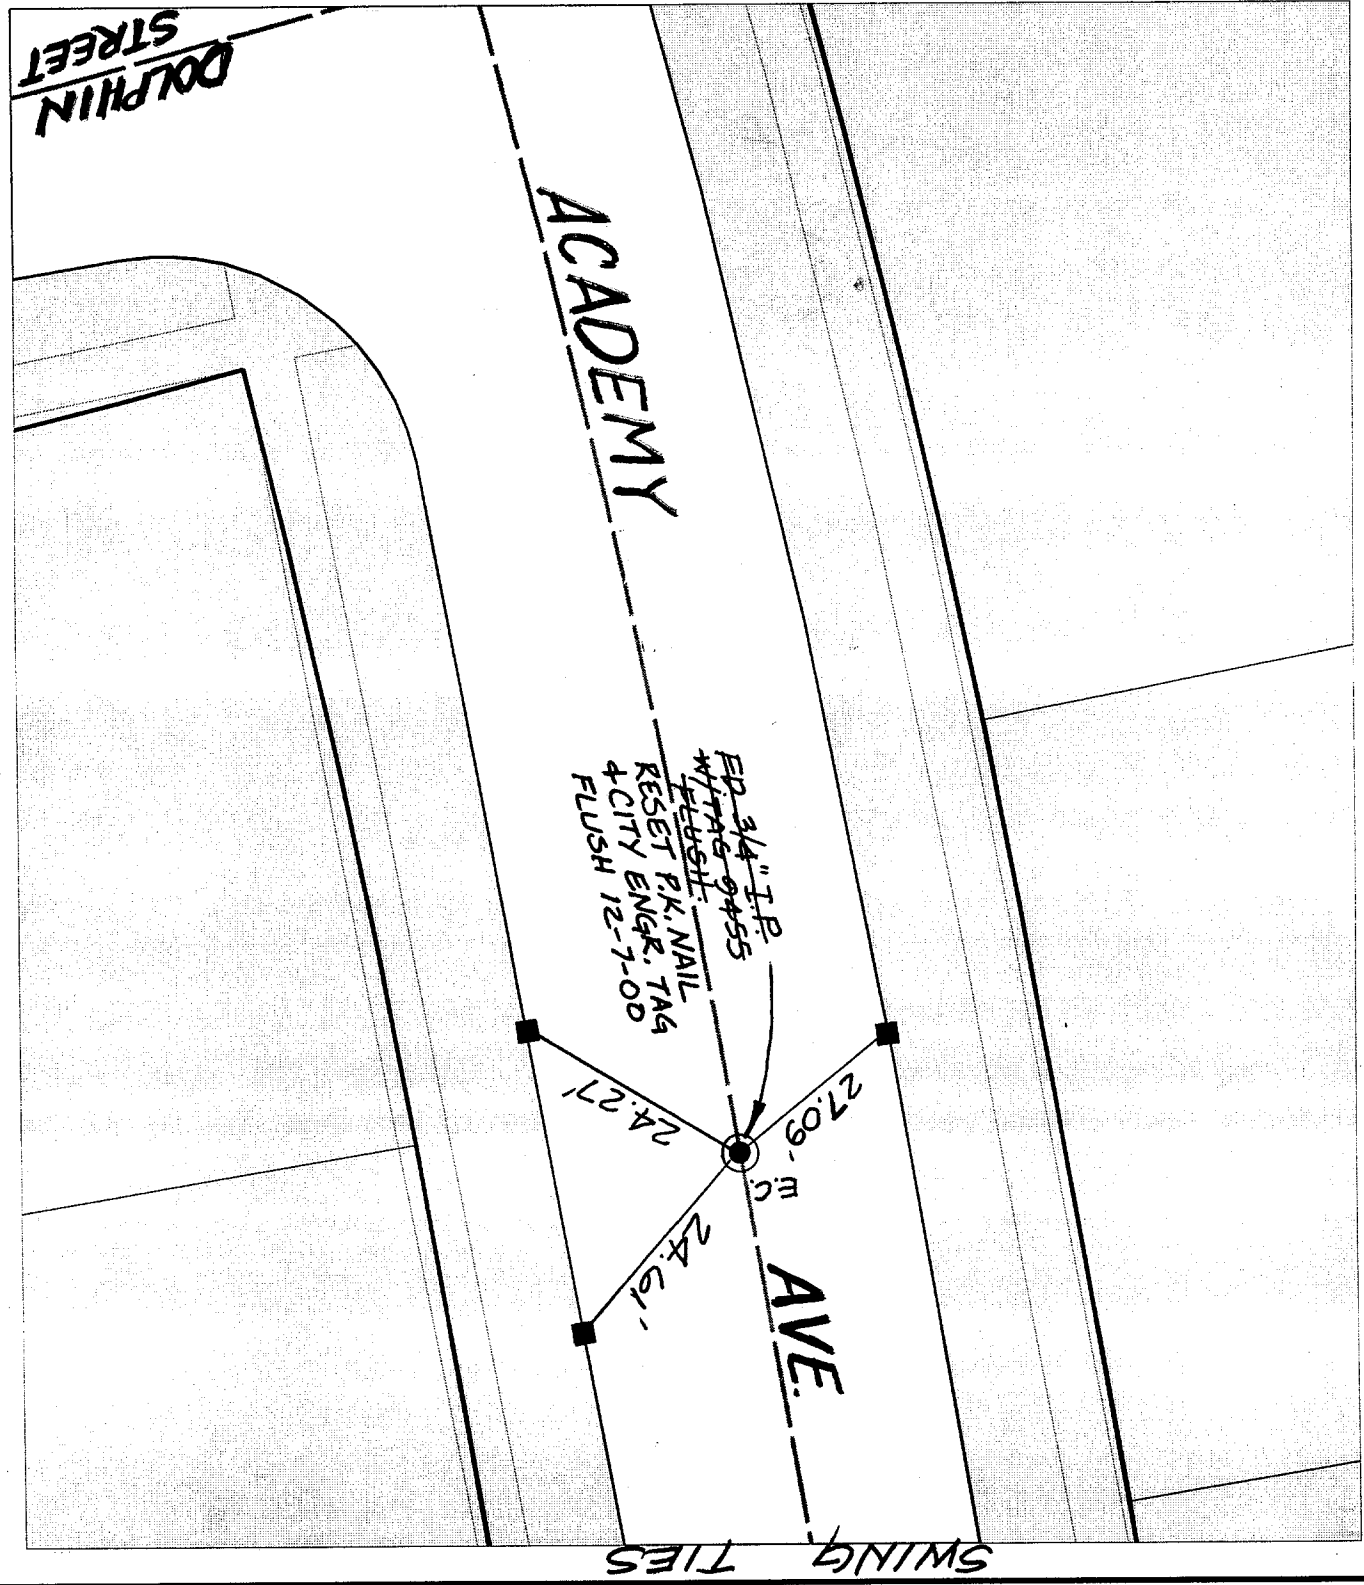 SWING TIES
DOLPHIN
STREET
ACADEMY
AVE.
FD 3/4" I.P.
W/TAG 9455
FLUSH.
RESET P.K. NAIL
& CITY ENGR. TAG
FLUSH 12-7-00
24.27'
27.09'
E.C.
24.61'